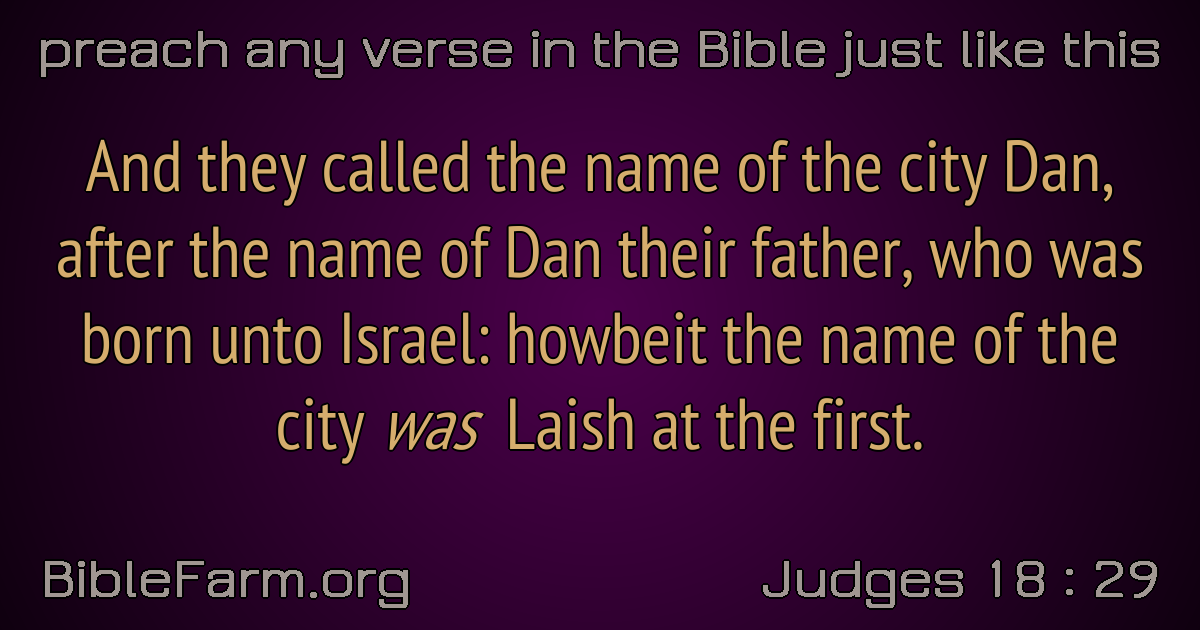 preach any verse in the Bible just like this
And they called the name of the city Dan,
after the name of Dan their father, who was
born unto Israel: howbeit the name of the
city was Laish at the first.
BibleFarm.org
Judges 18 : 29